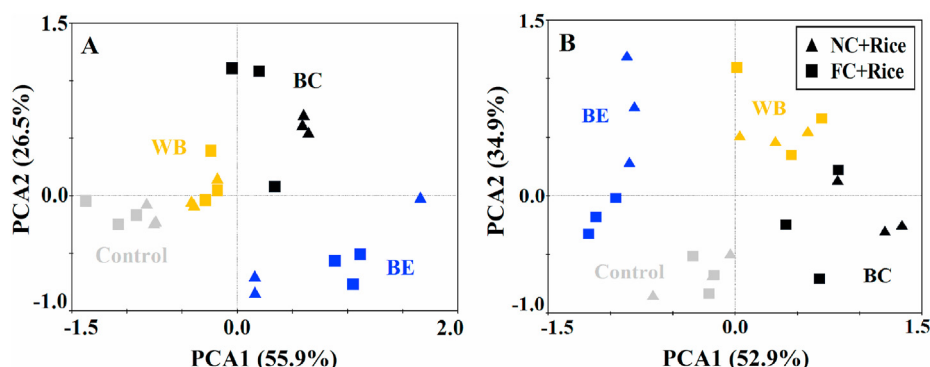 A
1.5
0.0
-1.0
PCA2 (26.5%)
BC
WB
Control
BE
-1.5
0.0
2.0
PCA1 (55.9%)
B
1.5
0.0
-1.0
PCA2 (34.9%)
NC+Rice
FC+Rice
BE
WB
Control
BC
-1.5
0.0
1.5
PCA1 (52.9%)